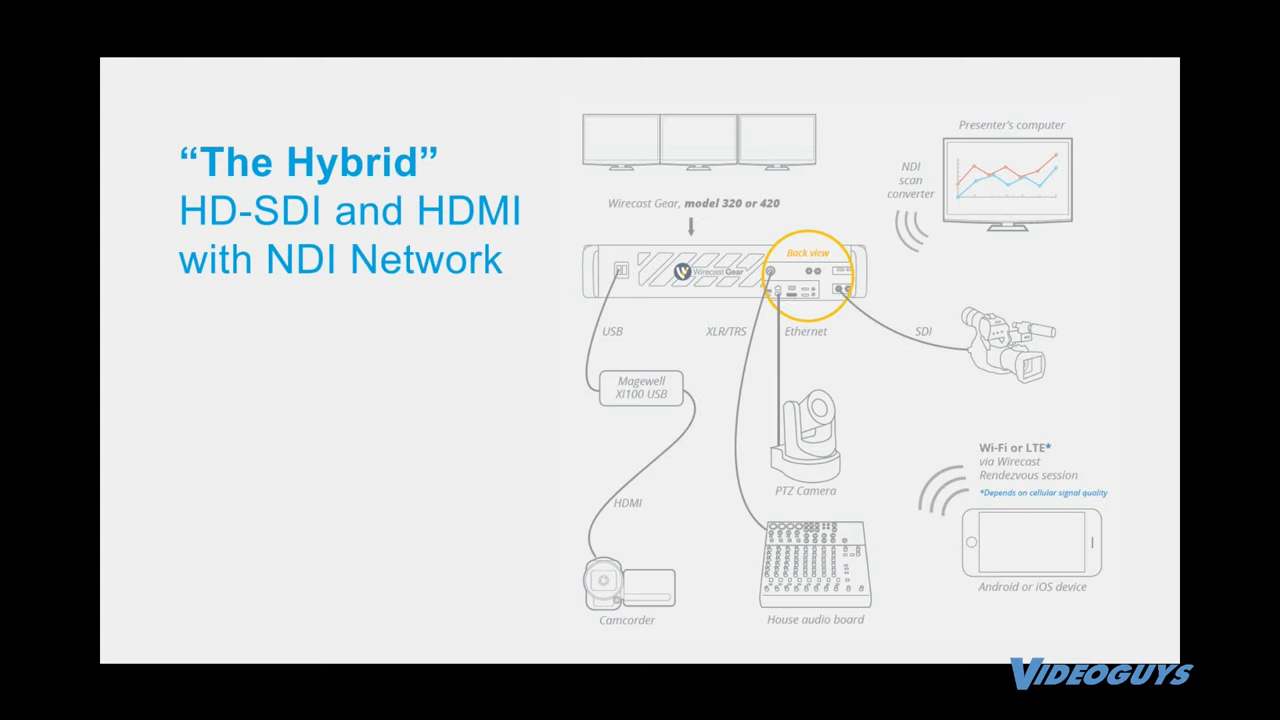 “The Hybrid”
HD-SDI and HDMI
with NDI Network
Presenter's computer
NDI
scan
converter
Wirecast Gear, model 320 or 420
Back view
Wirecast Gear
USB
XLR/TRS
Ethernet
SDI
Magewell
XI100 USB
HDMI
PTZ Camera
Wi-Fi or LTE*
via Wirecast
Rendezvous session
*Depends on cellular signal quality
Android or iOS device
Camcorder
House audio board
VIDEOGUYS